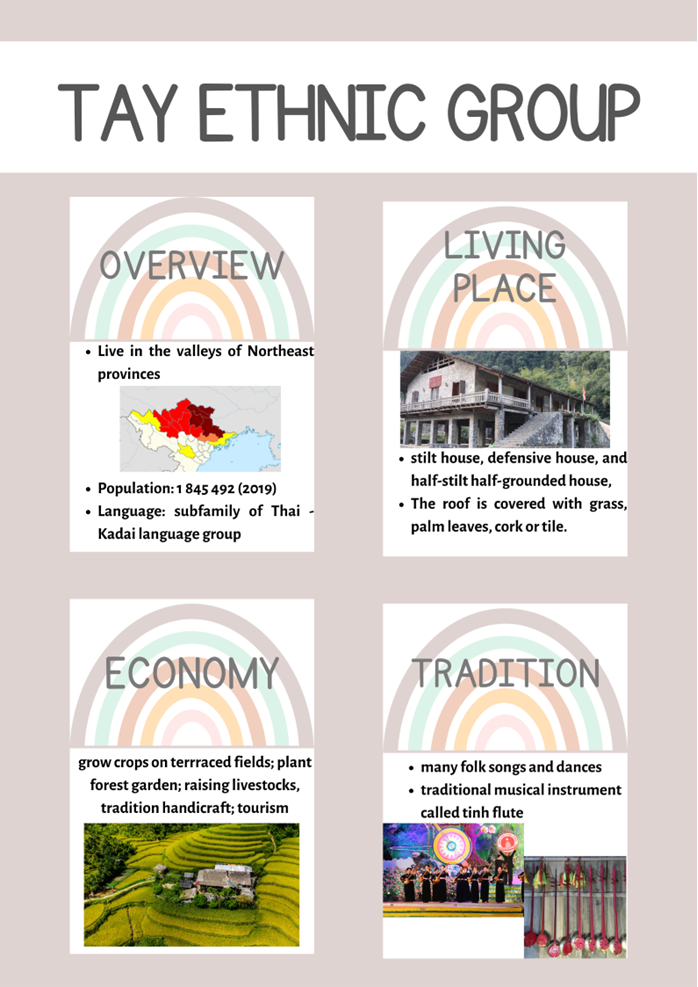 TAY ETHNIC GROUP
OVERVIEW
• Live in the valleys of Northeast
provinces
• Population: 1 845 492 (2019)
• Language: subfamily of Thai -
Kadai language group
LIVING
PLACE
• stilt house, defensive house, and
half-stilt half-grounded house,
• The roof is covered with grass,
palm leaves, cork or tile.
ECONOMY
grow crops on terrraced fields; plant
forest garden; raising livestocks,
tradition handicraft; tourism
TRADITION
• many folk songs and dances
• traditional musical instrument
called tinh flute